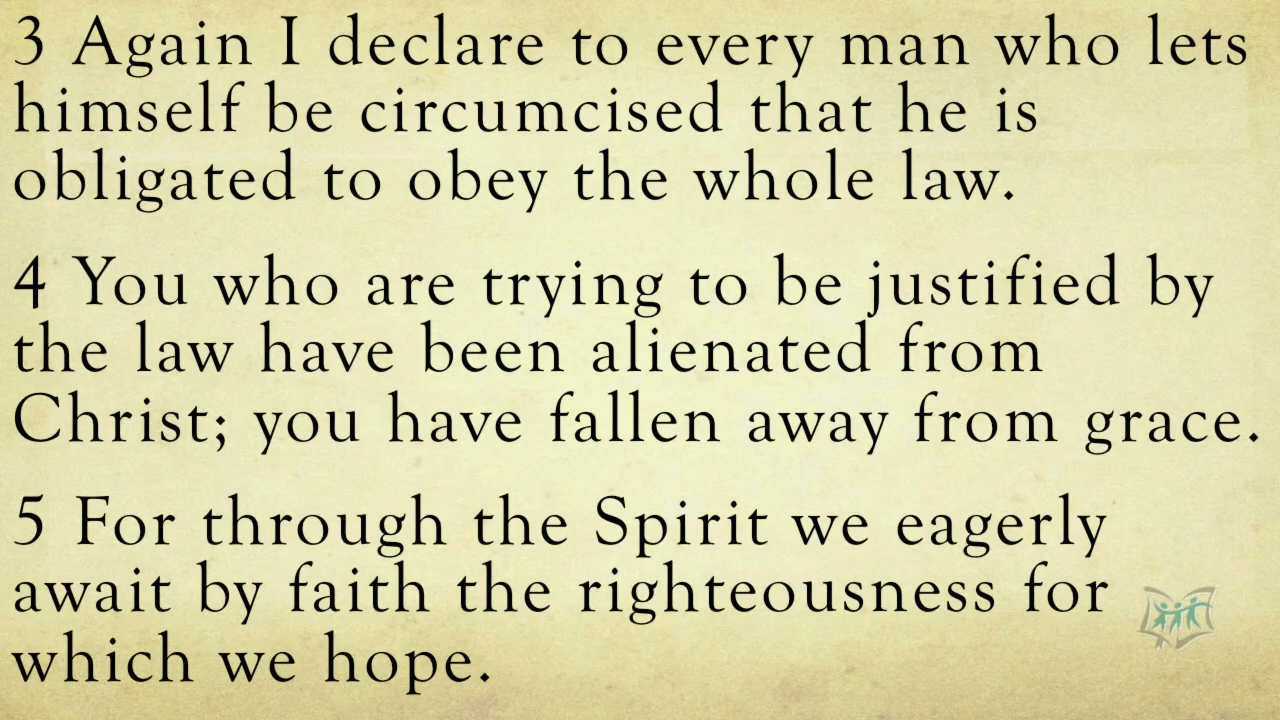 3 Again I declare to every man who lets
himself be circumcised that he is
obligated to obey the whole law.
4 You who are trying to be justified by
the law have been alienated from
Christ; you have fallen away from grace.
5 For through the Spirit we eagerly
await by faith the righteousness for
which we hope.